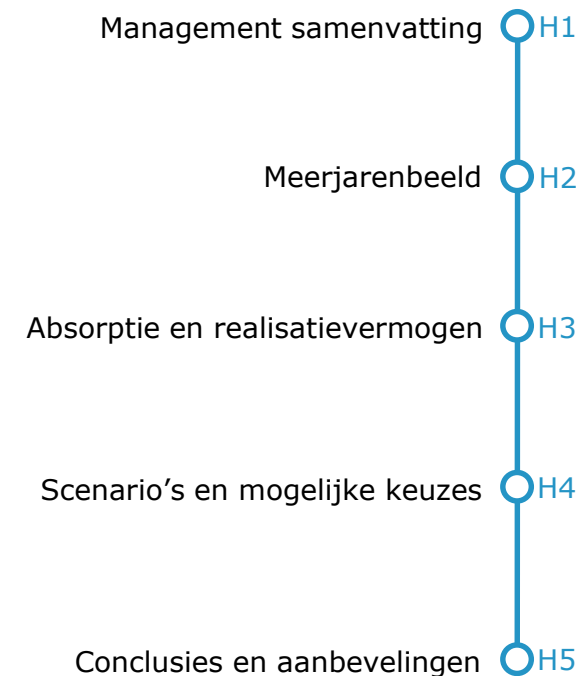 Management samenvatting H1
Meerjarenbeeld H2
Absorptie en realisatievermogen H3
Scenario’s en mogelijke keuzes H4
Conclusies en aanbevelingen H5